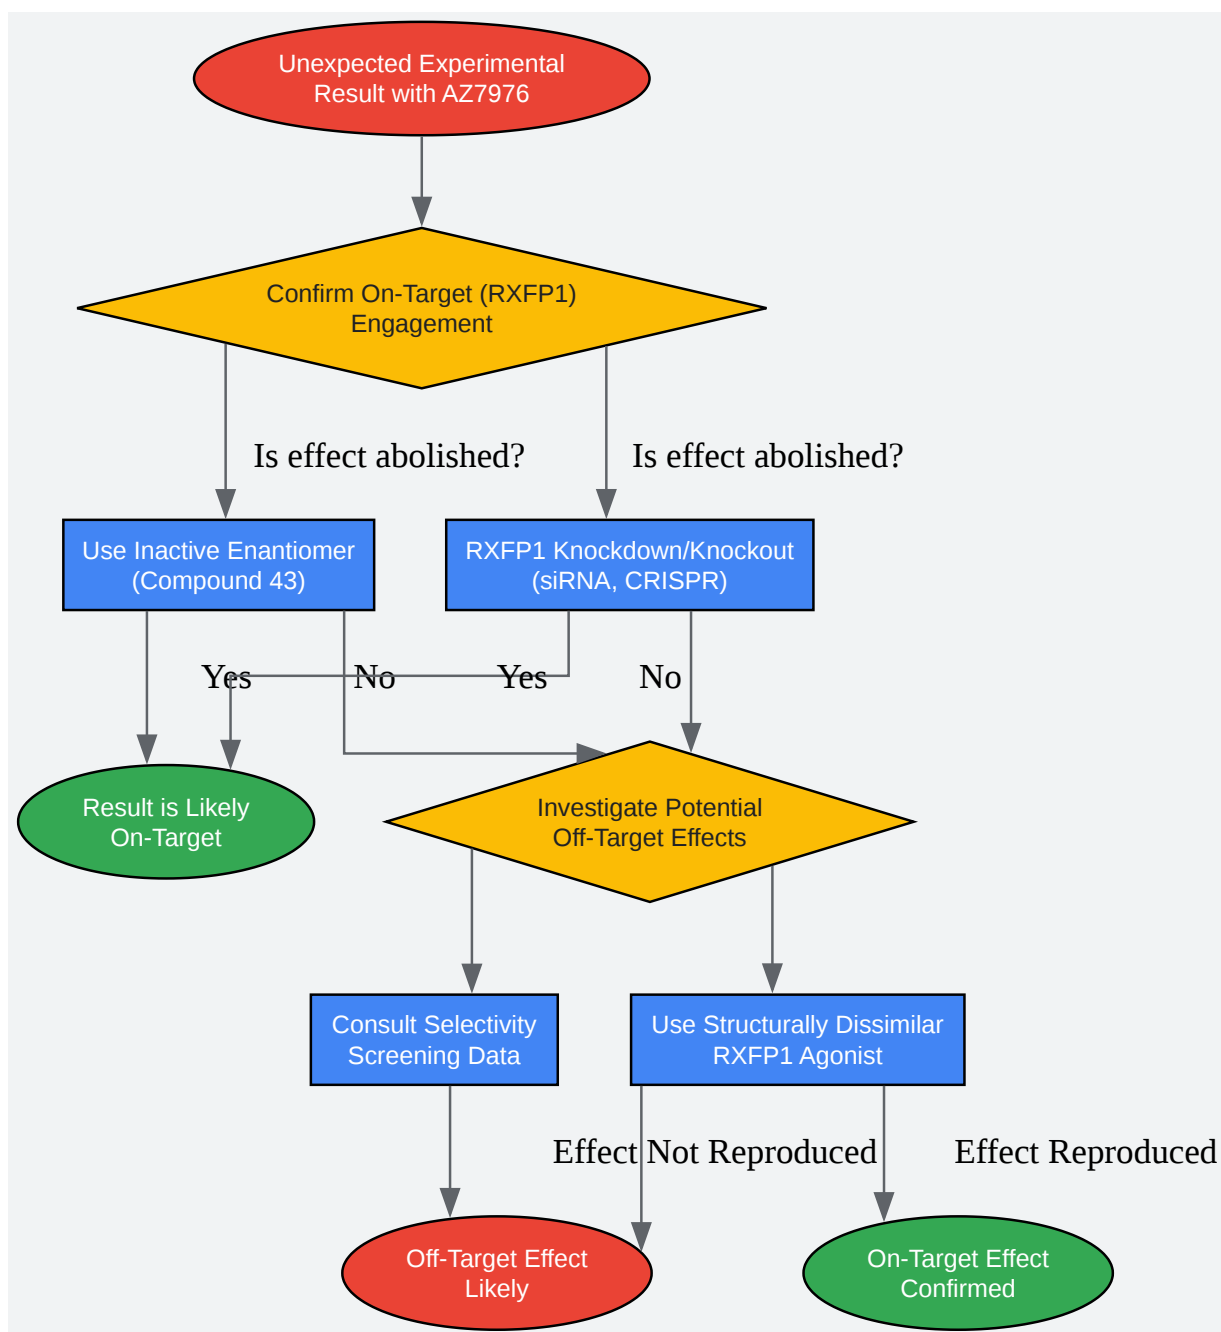 Unexpected Experimental
Result with AZ7976
Confirm On-Target (RXFP1)
Engagement
Is effect abolished?
Is effect abolished?
Use Inactive Enantiomer
(Compound 43)
RXFP1 Knockdown/Knockout
(siRNA, CRISPR)
Yes
No
Yes
No
Result is Likely
On-Target
Investigate Potential
Off-Target Effects
Consult Selectivity
Screening Data
Use Structurally Dissimilar
RXFP1 Agonist
Effect Not Reproduced
Effect Reproduced
Off-Target Effect
Likely
On-Target Effect
Confirmed